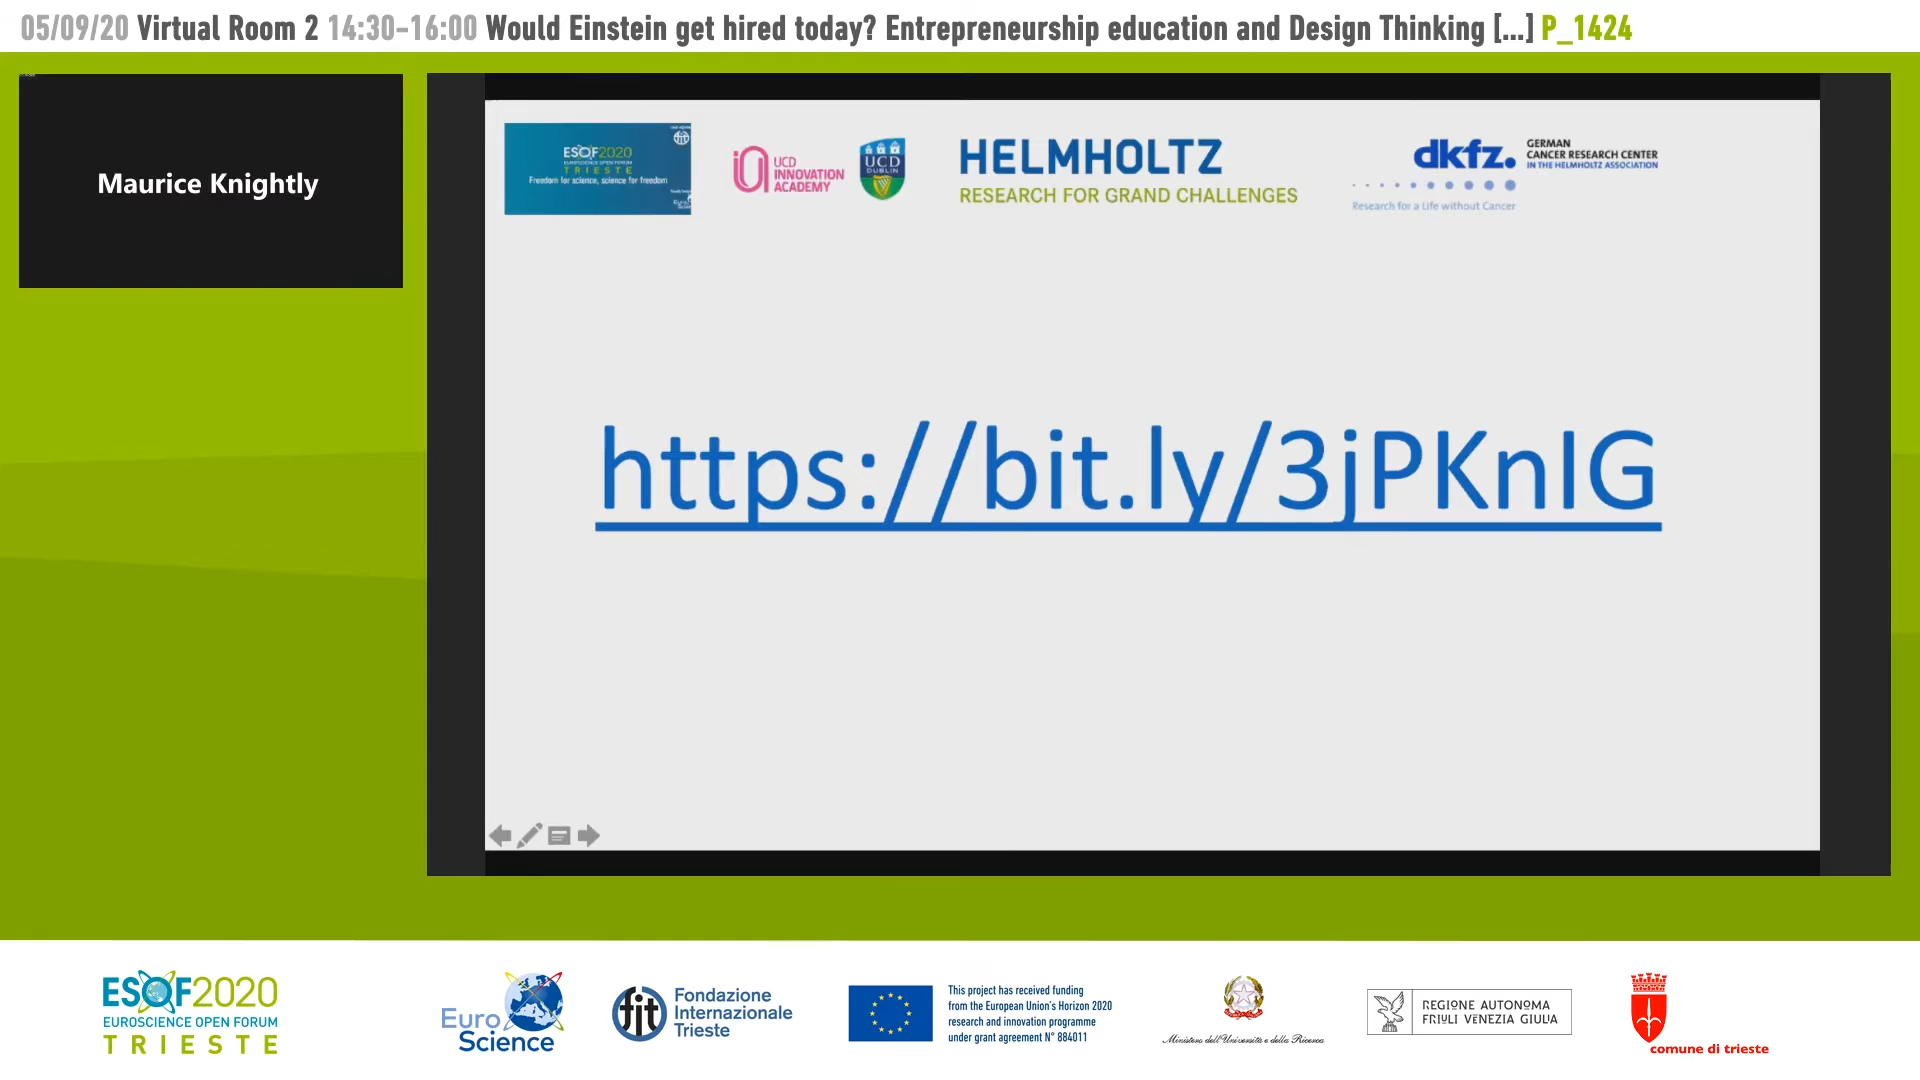 05/09/20 Virtual Room 2 14:30-16:00 Would Einstein get hired today? Entrepreneurship education and Design Thinking [...] P_1424
Maurice Knightly
ESOF2020
EUROSCIENCE OPEN FORUM
TRIESTE
Freedom for science, science for freedom
UCD
INNOVATION
ACADEMY
UCD
DUBLIN
HELMHOLTZ
RESEARCH FOR GRAND CHALLENGES
dkfz.
GERMAN
CANCER RESEARCH CENTER
IN THE HELMHOLTZ ASSOCIATION
Research for a Life without Cancer
https://bit.ly/3jPKnIG
ESOF2020
EUROSCIENCE OPEN FORUM
TRIESTE
Euro
Science
fit
Fondazione
Internazionale
Trieste
This project has received funding
from the European Union's Horizon 2020
research and innovation programme
under grant agreement N° 884011
Ministero dell'Università e della Ricerca
REGIONE AUTONOMA
FRIULI VENEZIA GIULIA
comune di trieste